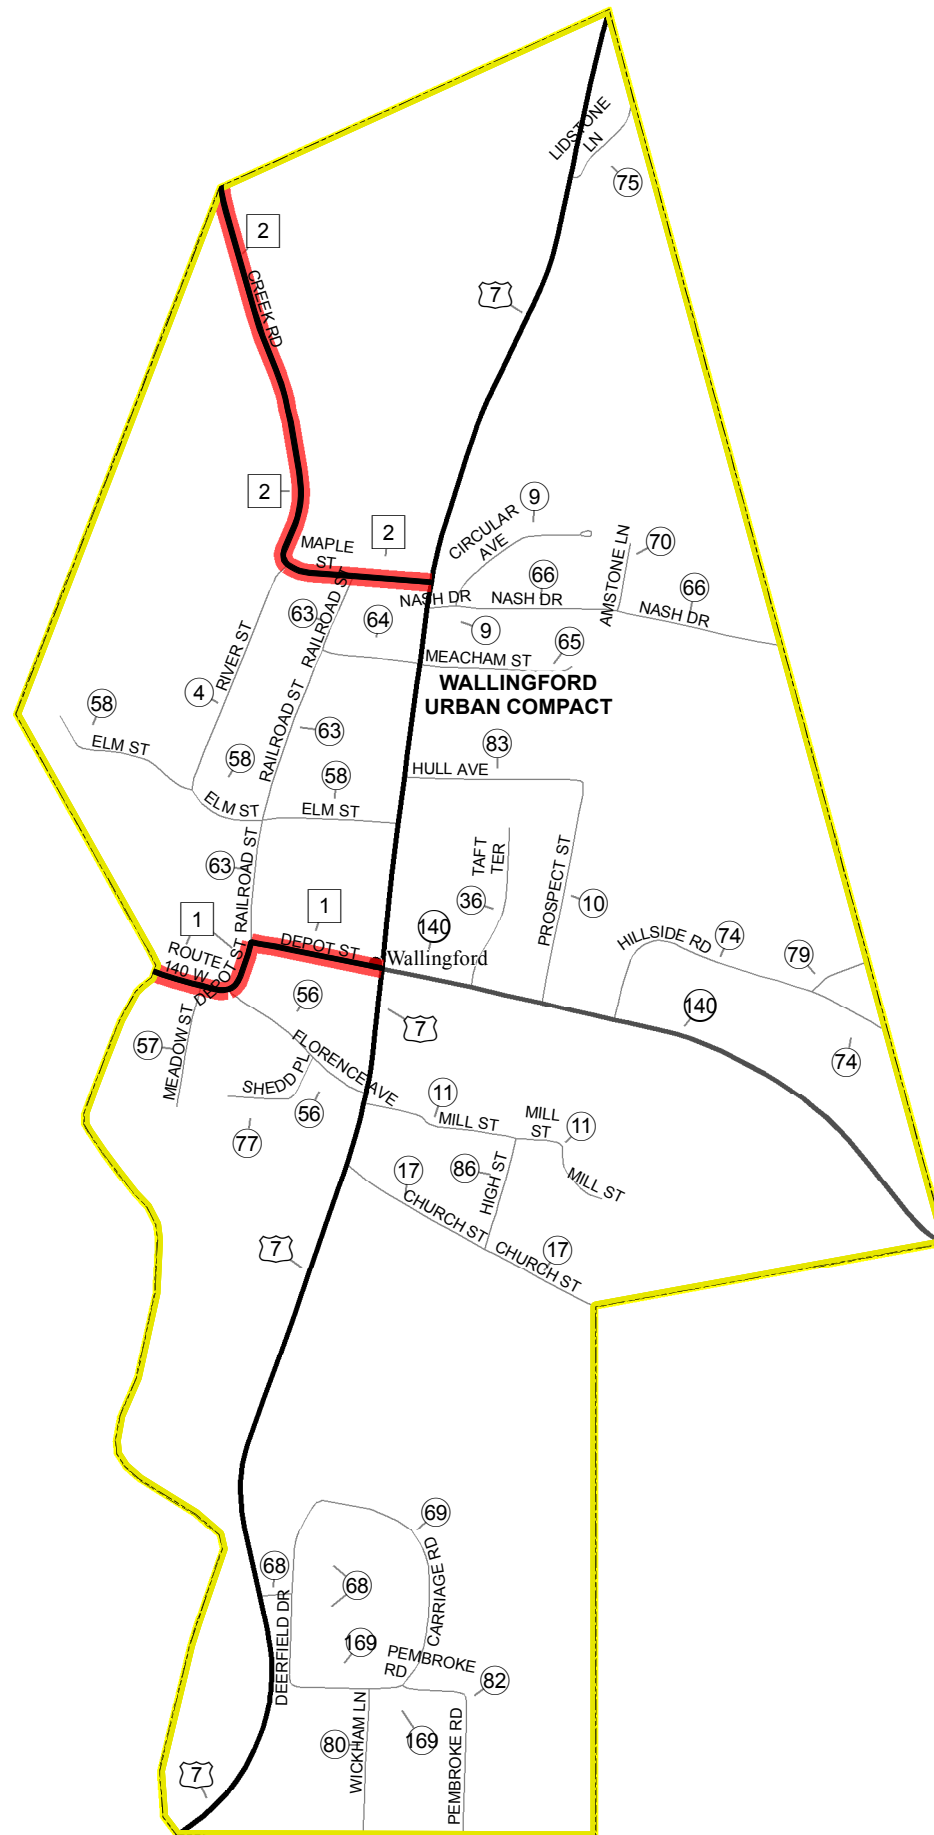 LIDSTONE
LN
75
2
CREEK RD
7
2
9
CIRCULAR
AVE
2
MAPLE
ST
AMSTONE LN
70
66
66
NASH DR
NASH DR
NASH DR
63
RAILROAD ST
64
9
65
MEACHAM ST
RIVER ST
4
WALLINGFORD
URBAN COMPACT
58
ELM ST
RAILROAD ST
63
58
58
83
HULL AVE
ELM ST
ELM ST
TAFT
TER
63
RAILROAD ST
36
PROSPECT ST
10
1
1
140
DEPOT ST
Wallingford
HILLSIDE RD
74
79
ROUTE
140 W
DEPOT ST
56
7
140
57
MEADOW ST
FLORENCE AVE
74
SHEDD PL
56
77
11
MILL ST
MILL
ST
11
17
86
HIGH ST
MILL ST
CHURCH ST
CHURCH ST
17
7
69
68
68
CARRIAGE RD
DEERFIELD DR
169
PEMBROKE
RD
82
WICKHAM LN
80
169
PEMBROKE RD
7